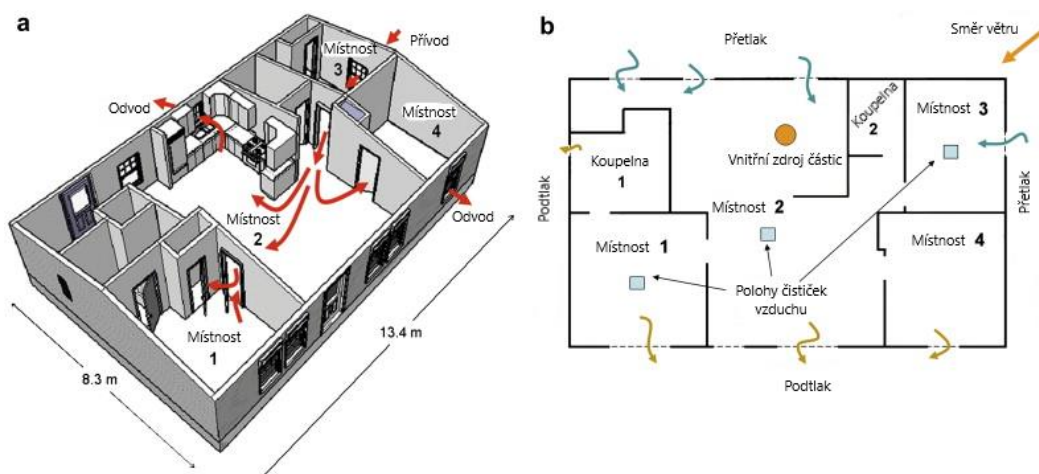 a
Přívod
Místnost
3
Odvod
Místnost
4
Místnost
2
Odvod
Místnost
1
8.3 m
13.4 m
b
Směr větru
Přetlak
Koupelna
2
Místnost 3
Vnitřní zdroj částic
Koupelna
1
Podtlak
Přetlak
Místnost 2
Místnost 1
Místnost 4
Polohy čističek
vzduchu
Podtlak